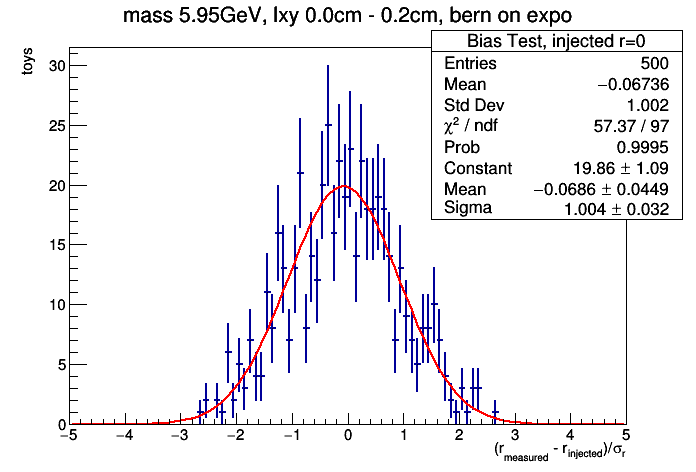 mass 5.95GeV, lxy 0.0cm - 0.2cm, bern on expo
Bias Test, injected r=0
Entries 500
Mean −0.06736
Std Dev 1.002
χ² / ndf 57.37 / 97
Prob 0.9995
Constant 19.86 ± 1.09
Mean −0.0686 ± 0.0449
Sigma 1.004 ± 0.032
toys
30
25
20
15
10
5
0
−5 −4 −3 −2 −1 0 1 2 3 4 5
(r_measured - r_injected)/σ_r